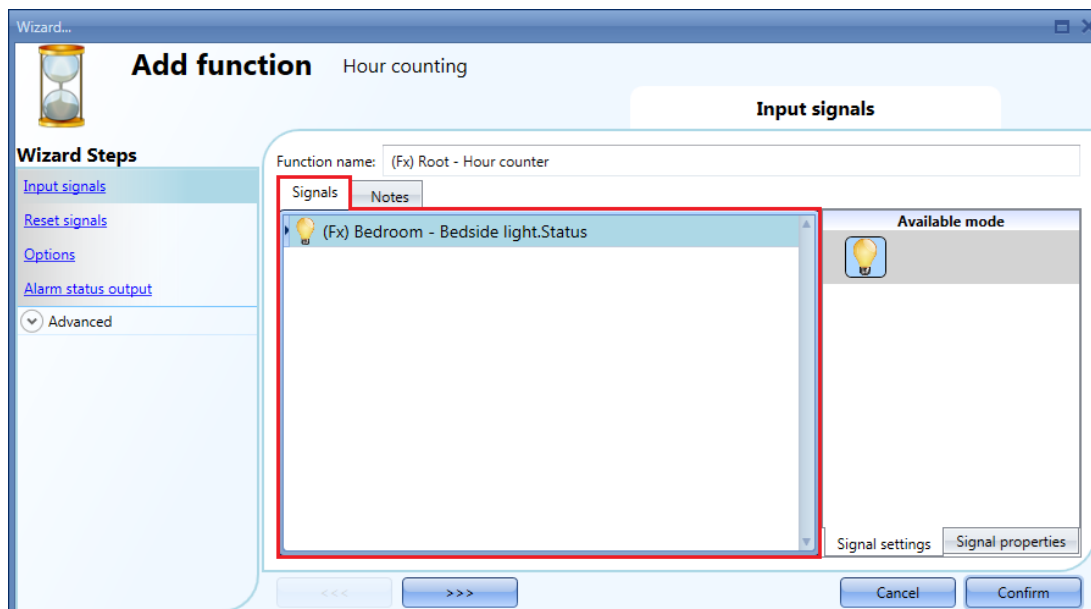 Wizard...
Add function Hour counting
Input signals
Wizard Steps
Input signals
Reset signals
Options
Alarm status output
Advanced
Function name: (Fx) Root - Hour counter
Signals Notes
(Fx) Bedroom - Bedside light.Status
Available mode
Signal settings Signal properties
<<< >>> Cancel Confirm